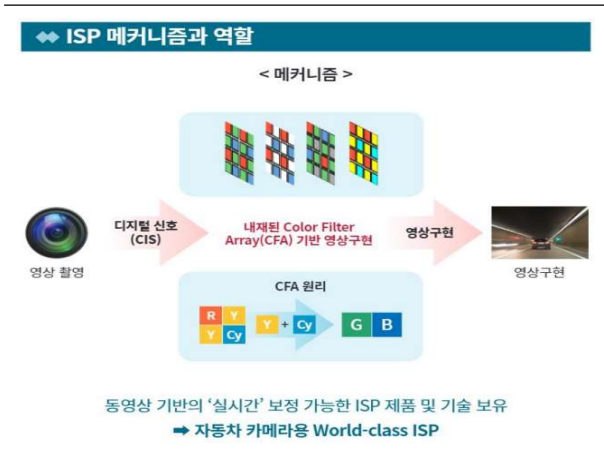 ISP 메커니즘과 역할
< 메커니즘 >
디지털 신호
(CIS)
내재된 Color Filter
Array(CFA) 기반 영상구현
영상구현
영상 촬영
영상구현
CFA 원리
R Y
Y Cy
Y + Cy
G B
동영상 기반의 ‘실시간’ 보정 가능한 ISP 제품 및 기술 보유
➡ 자동차 카메라용 World-class ISP